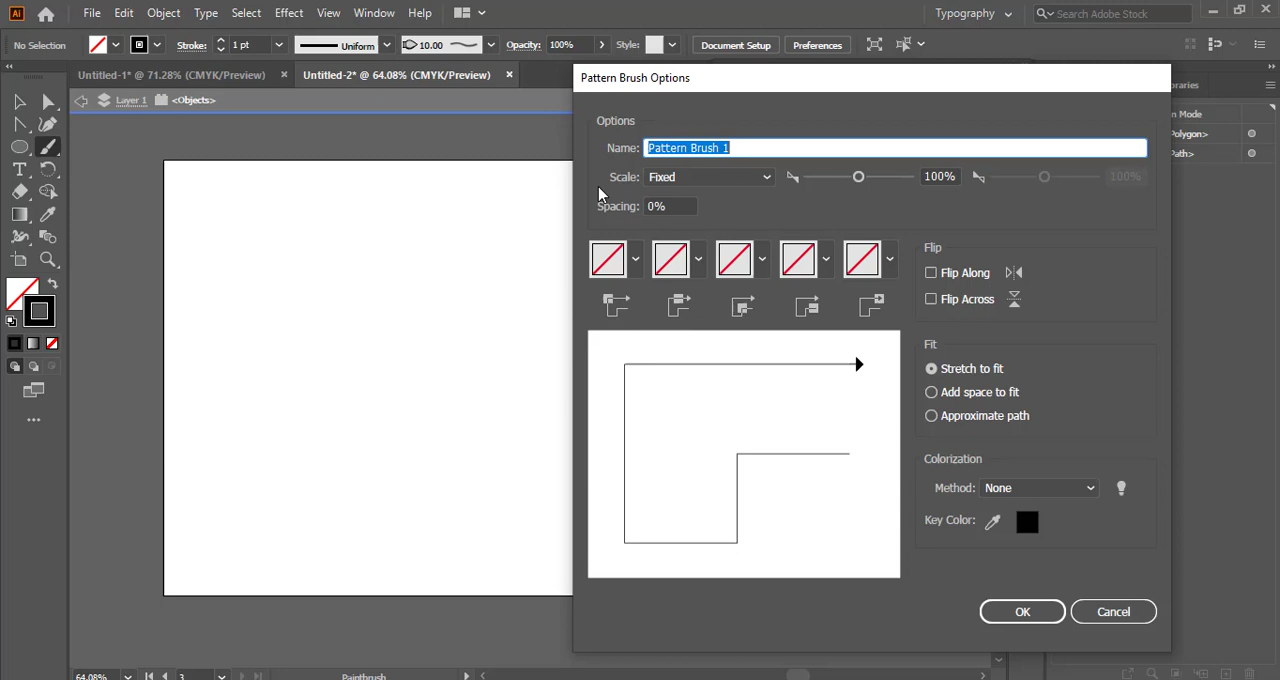 Ai File Edit Object Type Select Effect View Window Help Typography Search Adobe Stock
No Selection Stroke: 1 pt Uniform 10.00 Opacity: 100% Style: Document Setup Preferences
Untitled-1* @ 71.28% (CMYK/Preview) Untitled-2* @ 64.08% (CMYK/Preview)
Layer 1 <Objects>
Pattern Brush Options
Options
Name: Pattern Brush 1
Scale: Fixed 100% 100%
Spacing: 0%
Flip
Flip Along
Flip Across
Fit
Stretch to fit
Add space to fit
Approximate path
Colorization
Method: None
Key Color:
OK Cancel
raries
n Mode
Polygon>
Path>
64.08% 3 Paintbrush